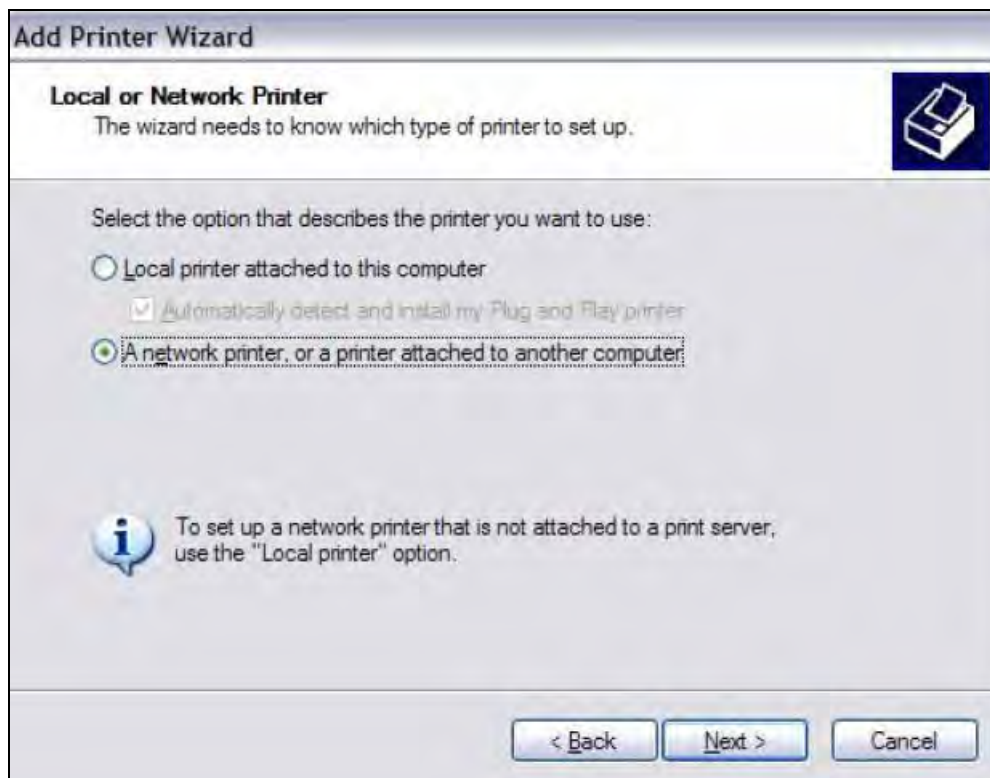 Add Printer Wizard
Local or Network Printer
The wizard needs to know which type of printer to set up.
Select the option that describes the printer you want to use:
Local printer attached to this computer
Automatically detect and install my Plug and Play printer
A network printer, or a printer attached to another computer
To set up a network printer that is not attached to a print server,
use the "Local printer" option.
< Back Next > Cancel